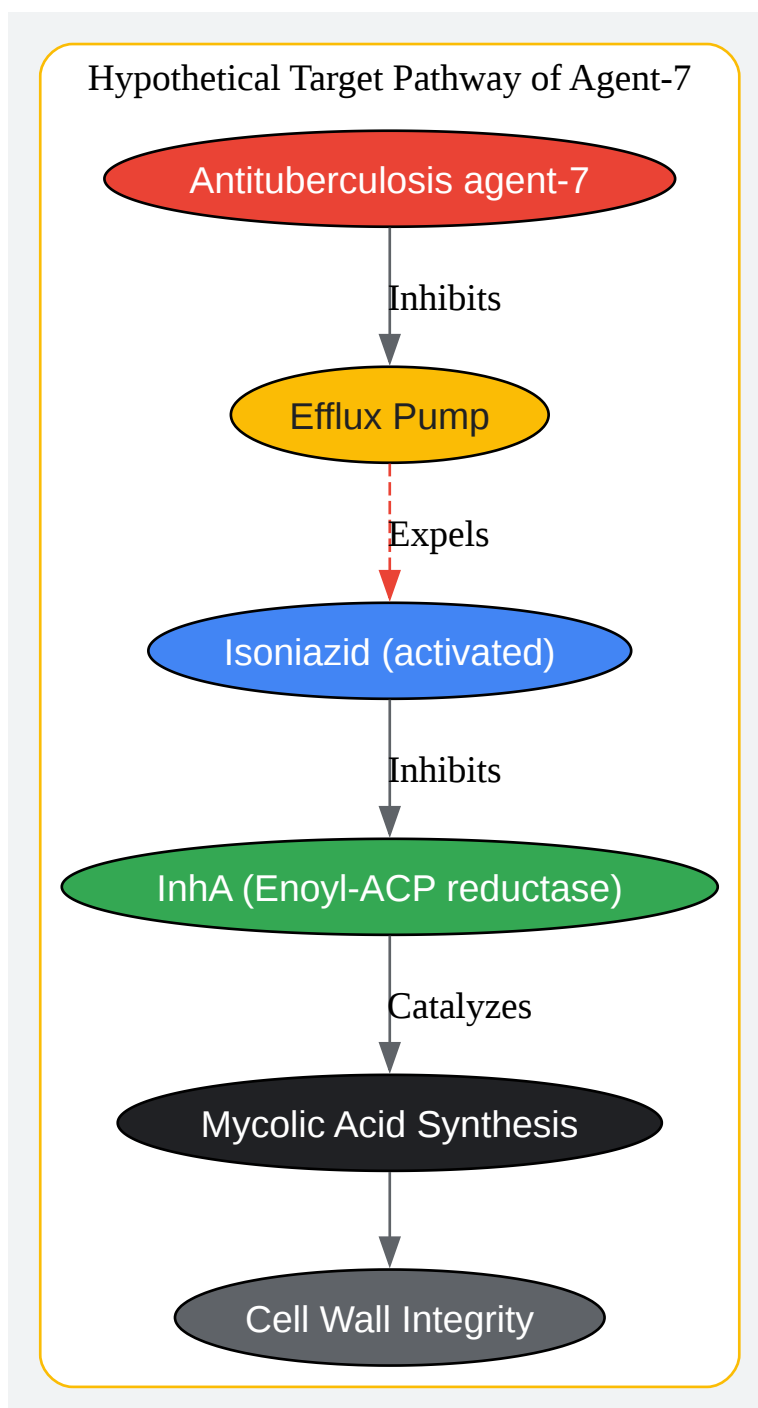 Hypothetical Target Pathway of Agent-7
Antituberculosis agent-7
Inhibits
Efflux Pump
Expels
Isoniazid (activated)
Inhibits
InhA (Enoyl-ACP reductase)
Catalyzes
Mycolic Acid Synthesis
Cell Wall Integrity